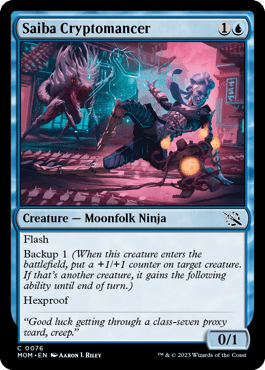 Saiba Cryptomancer 1
Creature — Moonfolk Ninja
Flash
Backup 1 (When this creature enters the
battlefield, put a +1/+1 counter on target creature.
If that's another creature, it gains the following
ability until end of turn.)
Hexproof
"Good luck getting through a class-seven proxy
ward, creep."
0/1
C 0076
MOM • EN Aaron J. Riley
™ & © 2023 Wizards of the Coast